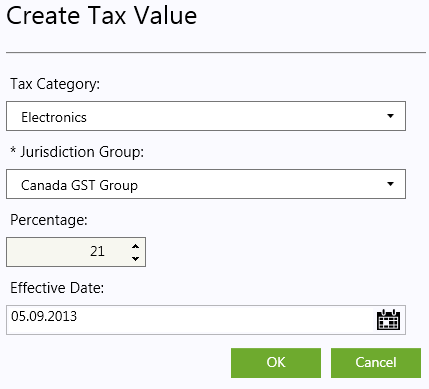 Create Tax Value
Tax Category:
Electronics
* Jurisdiction Group:
Canada GST Group
Percentage:
21
Effective Date:
05.09.2013
OK Cancel